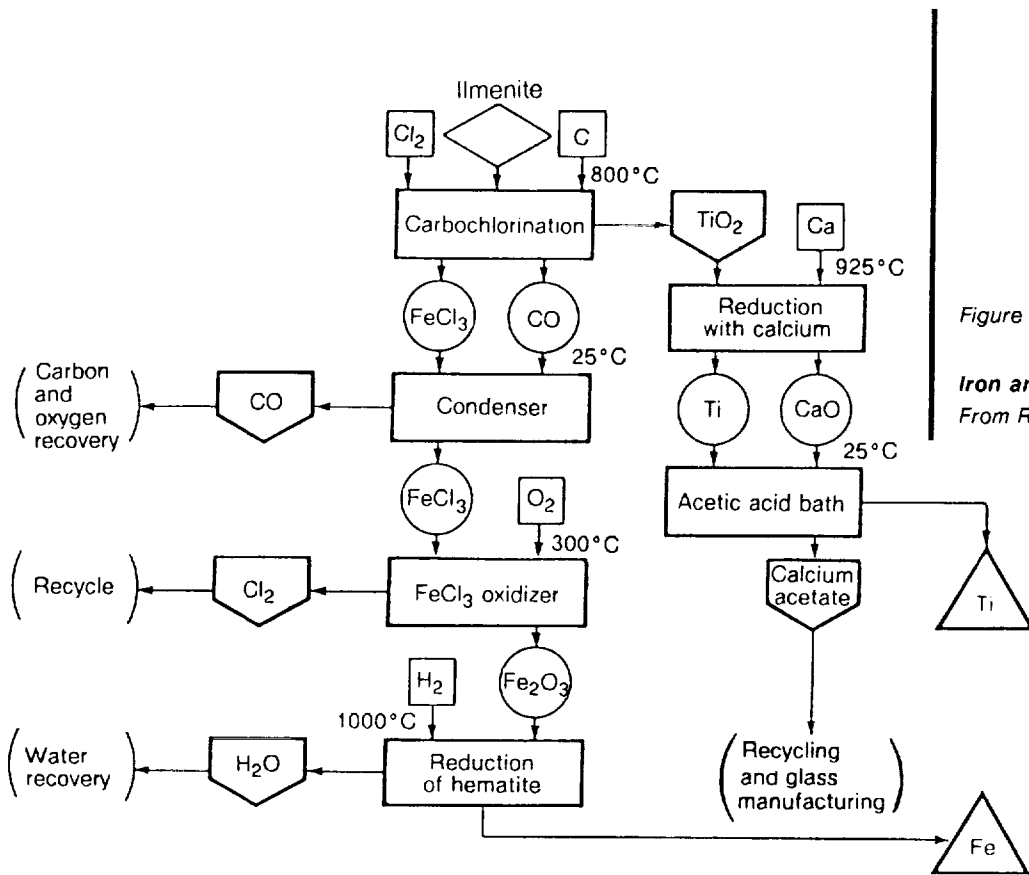 Ilmenite
Cl₂
C
800°C
Carbochlorination
TiO₂
Ca
925°C
FeCl₃
CO
Reduction
with calcium
25°C
Carbon
and
oxygen
recovery
CO
Condenser
Ti
CaO
25°C
FeCl₃
O₂
Acetic acid bath
300°C
Recycle
Cl₂
FeCl₃ oxidizer
Calcium
acetate
Ti
H₂
Fe₂O₃
1000°C
Water
recovery
H₂O
Reduction
of hematite
Recycling
and glass
manufacturing
Fe
Figure
Iron
From